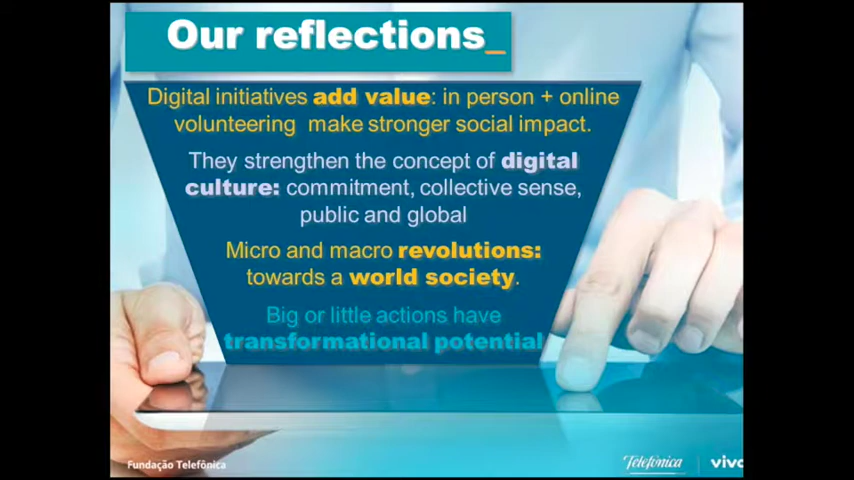 Our reflections_
Digital initiatives add value: in person + online
volunteering make stronger social impact.
They strengthen the concept of digital
culture: commitment, collective sense,
public and global
Micro and macro revolutions:
towards a world society.
Big or little actions have
transformational potential
Fundação Telefônica
Telefónica | vivo